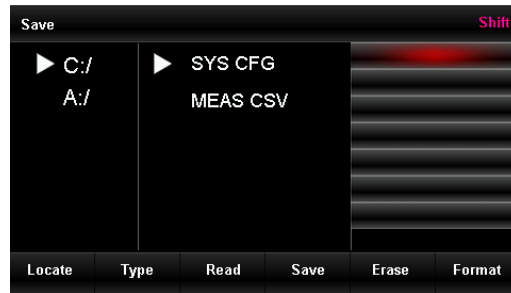 Save Shift
C:/ SYS CFG
A:/ MEAS CSV
Locate Type Read Save Erase Format